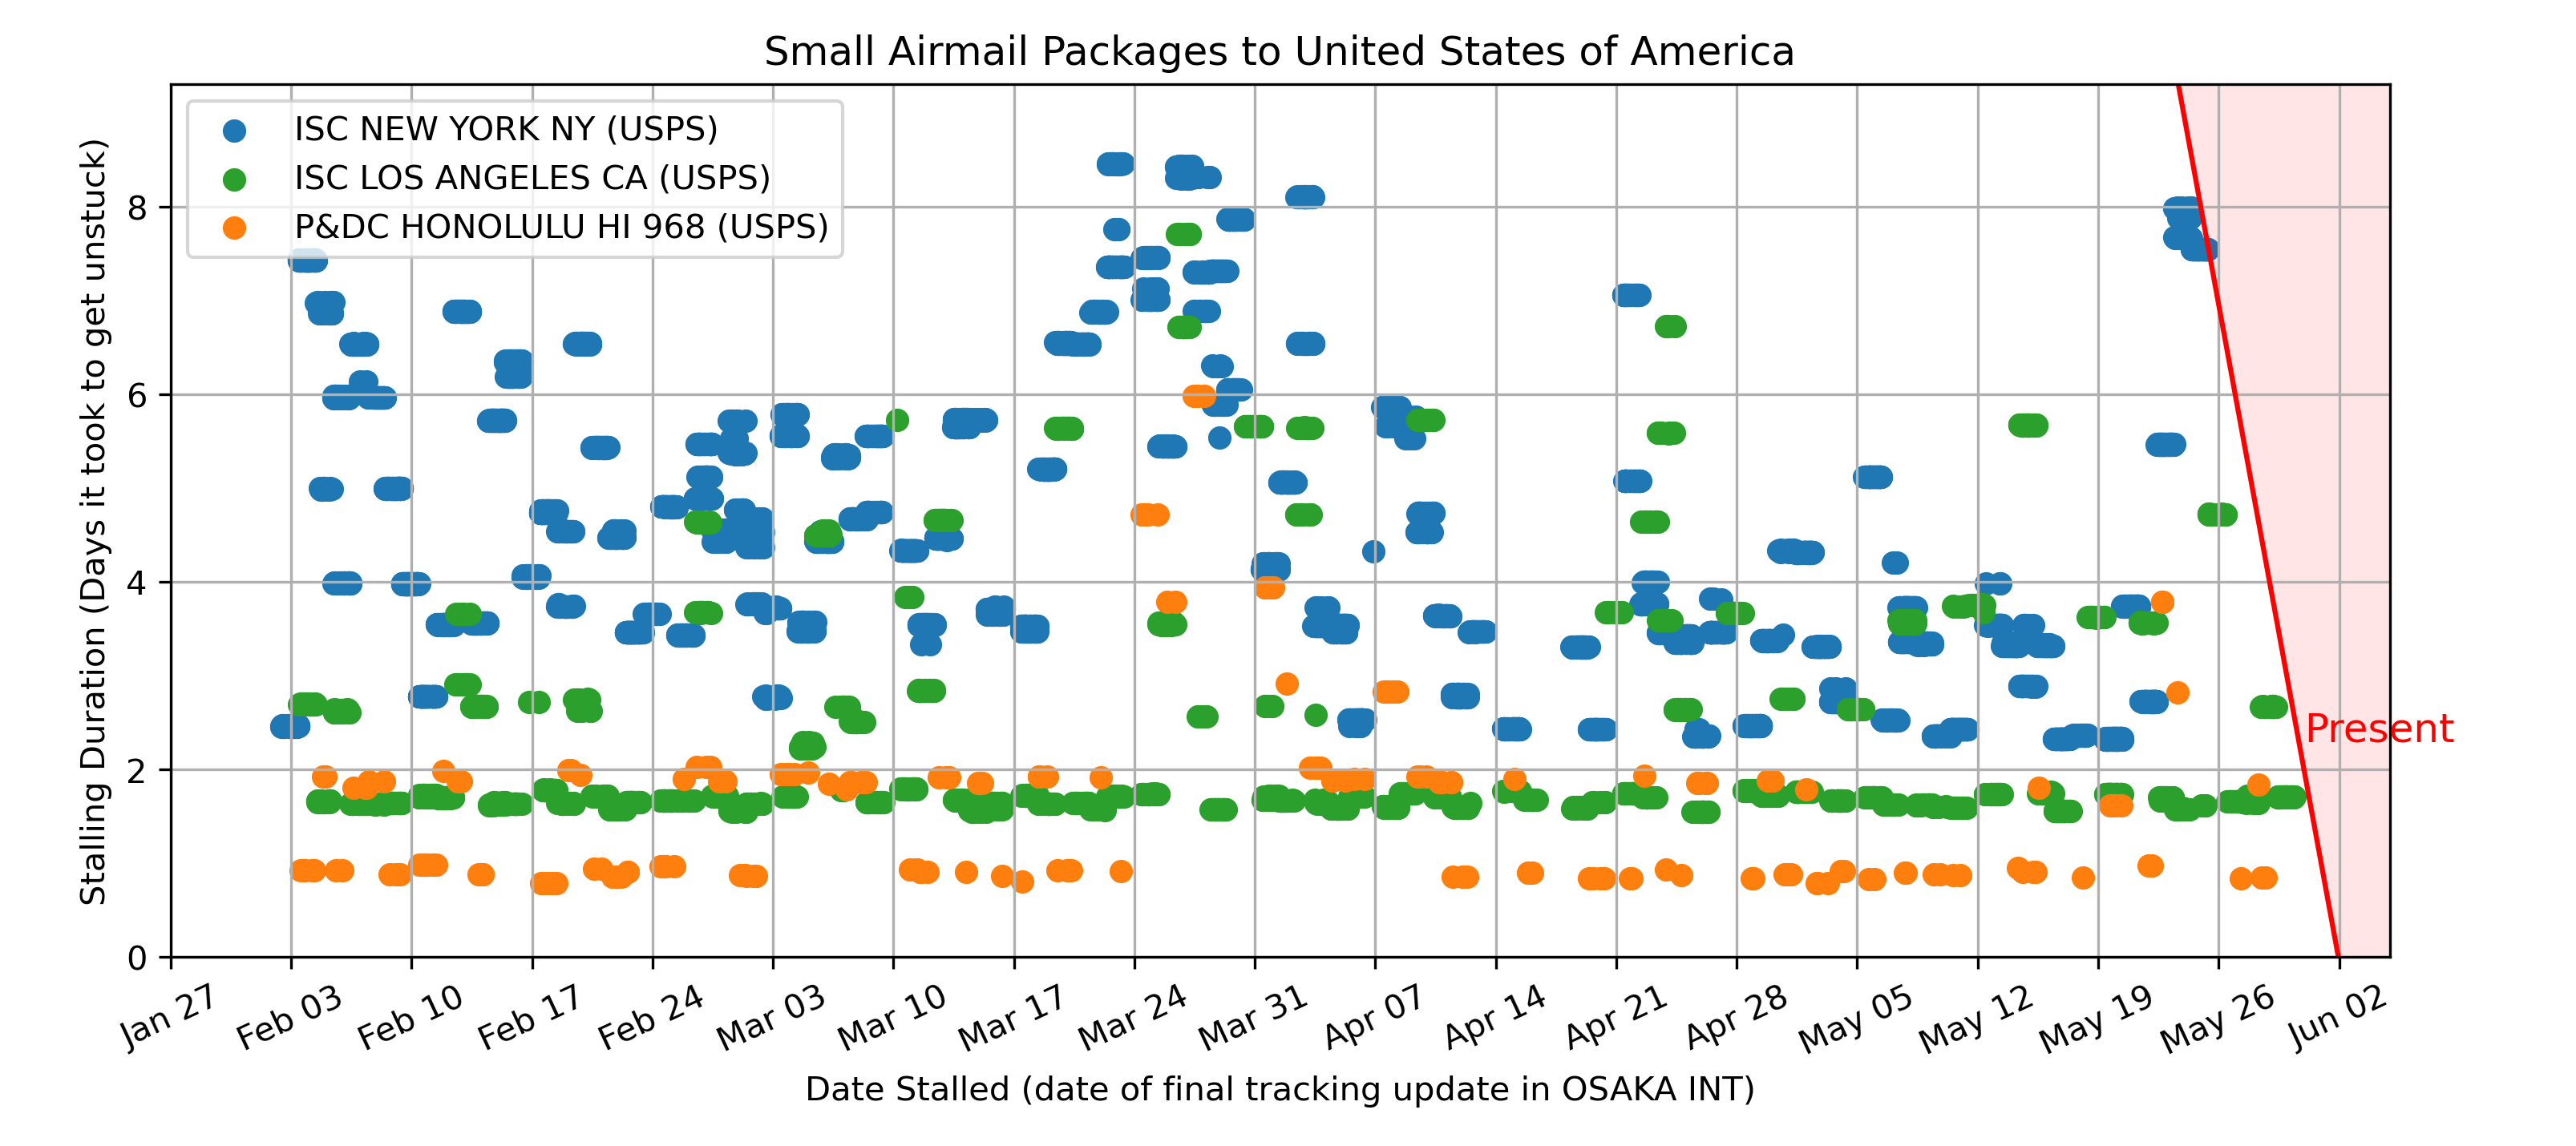 Small Airmail Packages to United States of America
ISC NEW YORK NY (USPS)
ISC LOS ANGELES CA (USPS)
P&DC HONOLULU HI 968 (USPS)
Stalling Duration (Days it took to get unstuck)
8
6
4
2
0
Present
Jan 27 Feb 03 Feb 10 Feb 17 Feb 24 Mar 03 Mar 10 Mar 17 Mar 24 Mar 31 Apr 07 Apr 14 Apr 21 Apr 28 May 05 May 12 May 19 May 26 Jun 02
Date Stalled (date of final tracking update in OSAKA INT)